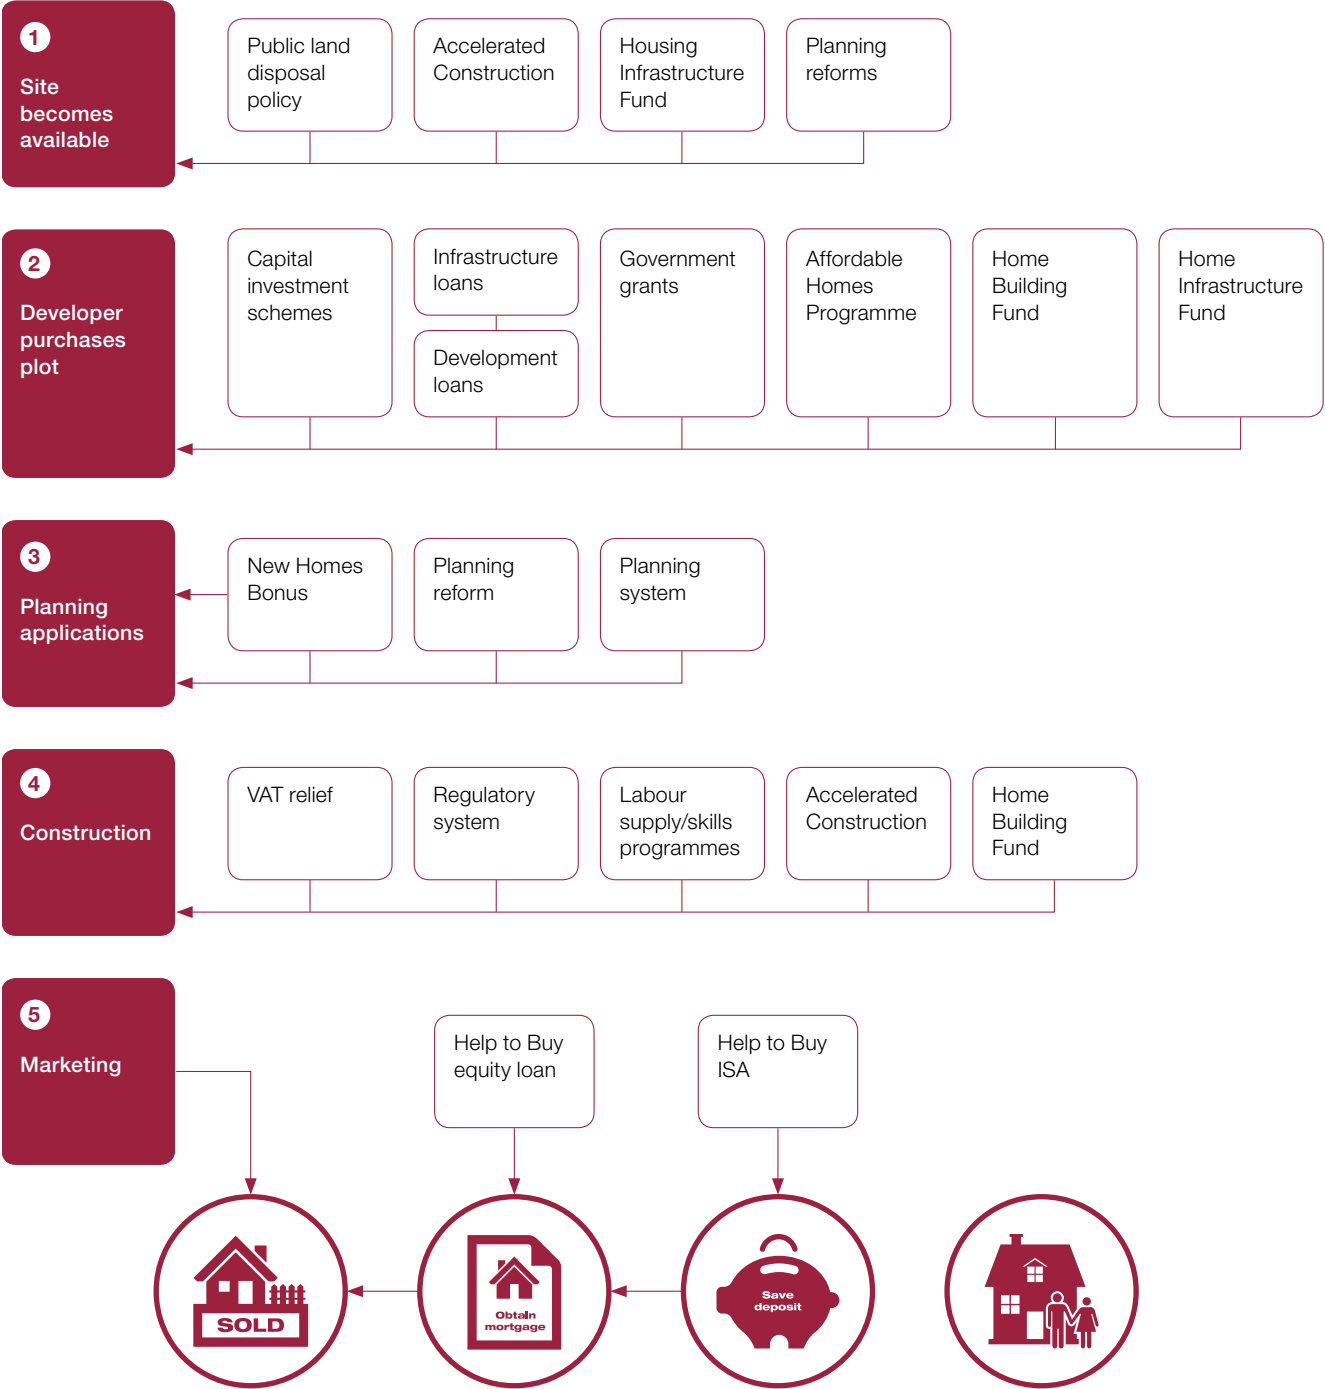 1
Site
becomes
available
Public land
disposal
policy
Accelerated
Construction
Housing
Infrastructure
Fund
Planning
reforms
2
Developer
purchases
plot
Capital
investment
schemes
Infrastructure
loans
Development
loans
Government
grants
Affordable
Homes
Programme
Home
Building
Fund
Home
Infrastructure
Fund
3
Planning
applications
New Homes
Bonus
Planning
reform
Planning
system
4
Construction
VAT relief
Regulatory
system
Labour
supply/skills
programmes
Accelerated
Construction
Home
Building
Fund
5
Marketing
Help to Buy
equity loan
Help to Buy
ISA
SOLD
Obtain
mortgage
Save
deposit